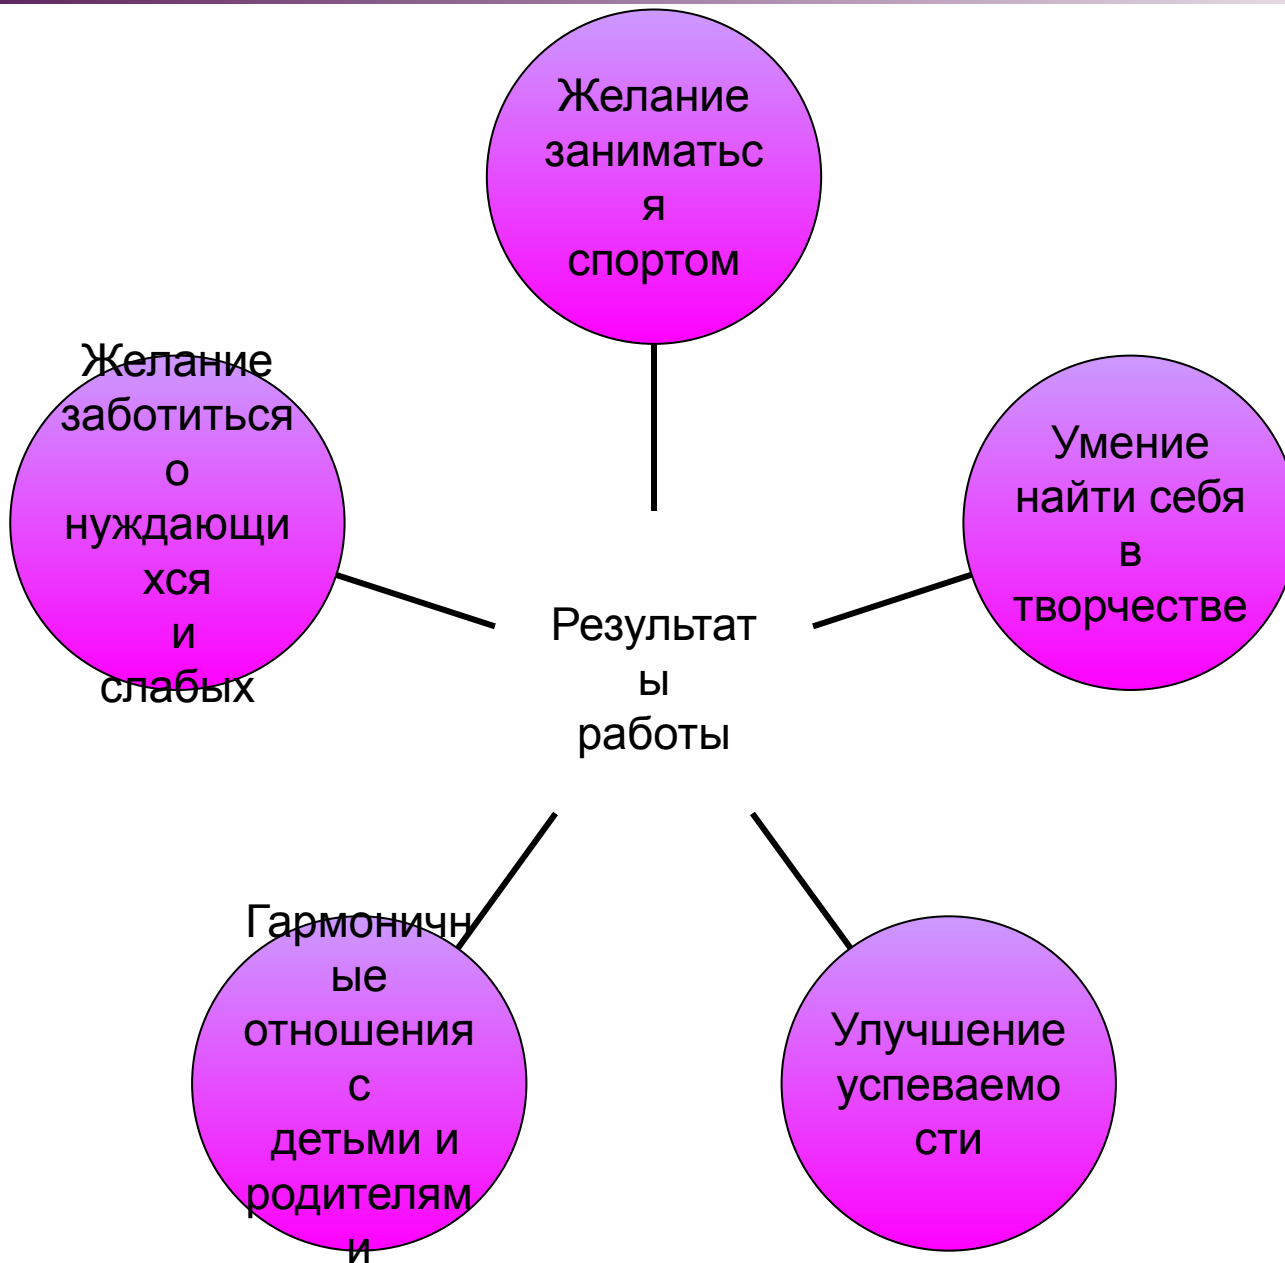 Желание
заниматьс
я
спортом
Желание
заботиться
о
нуждающи
хся
и
слабых
Умение
найти себя
в
творчестве
Результат
ы
работы
Гармоничн
ые
отношения
с
детьми и
родителям
и
Улучшение
успеваемо
сти